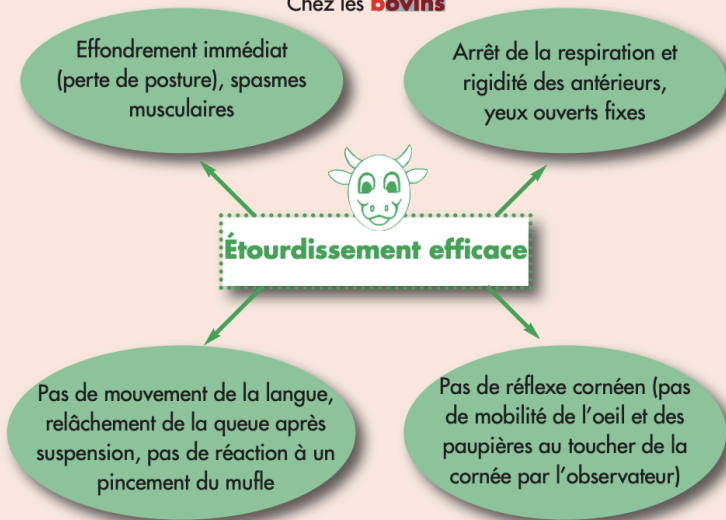 Chez les bovins
Effondrement immédiat
(perte de posture), spasmes
musculaires
Arrêt de la respiration et
rigidité des antérieurs,
yeux ouverts fixes
Étourdissement efficace
Pas de mouvement de la langue,
relâchement de la queue après
suspension, pas de réaction à un
pincement du mufle
Pas de réflexe cornéen (pas
de mobilité de l'oeil et des
paupières au toucher de la
cornée par l'observateur)